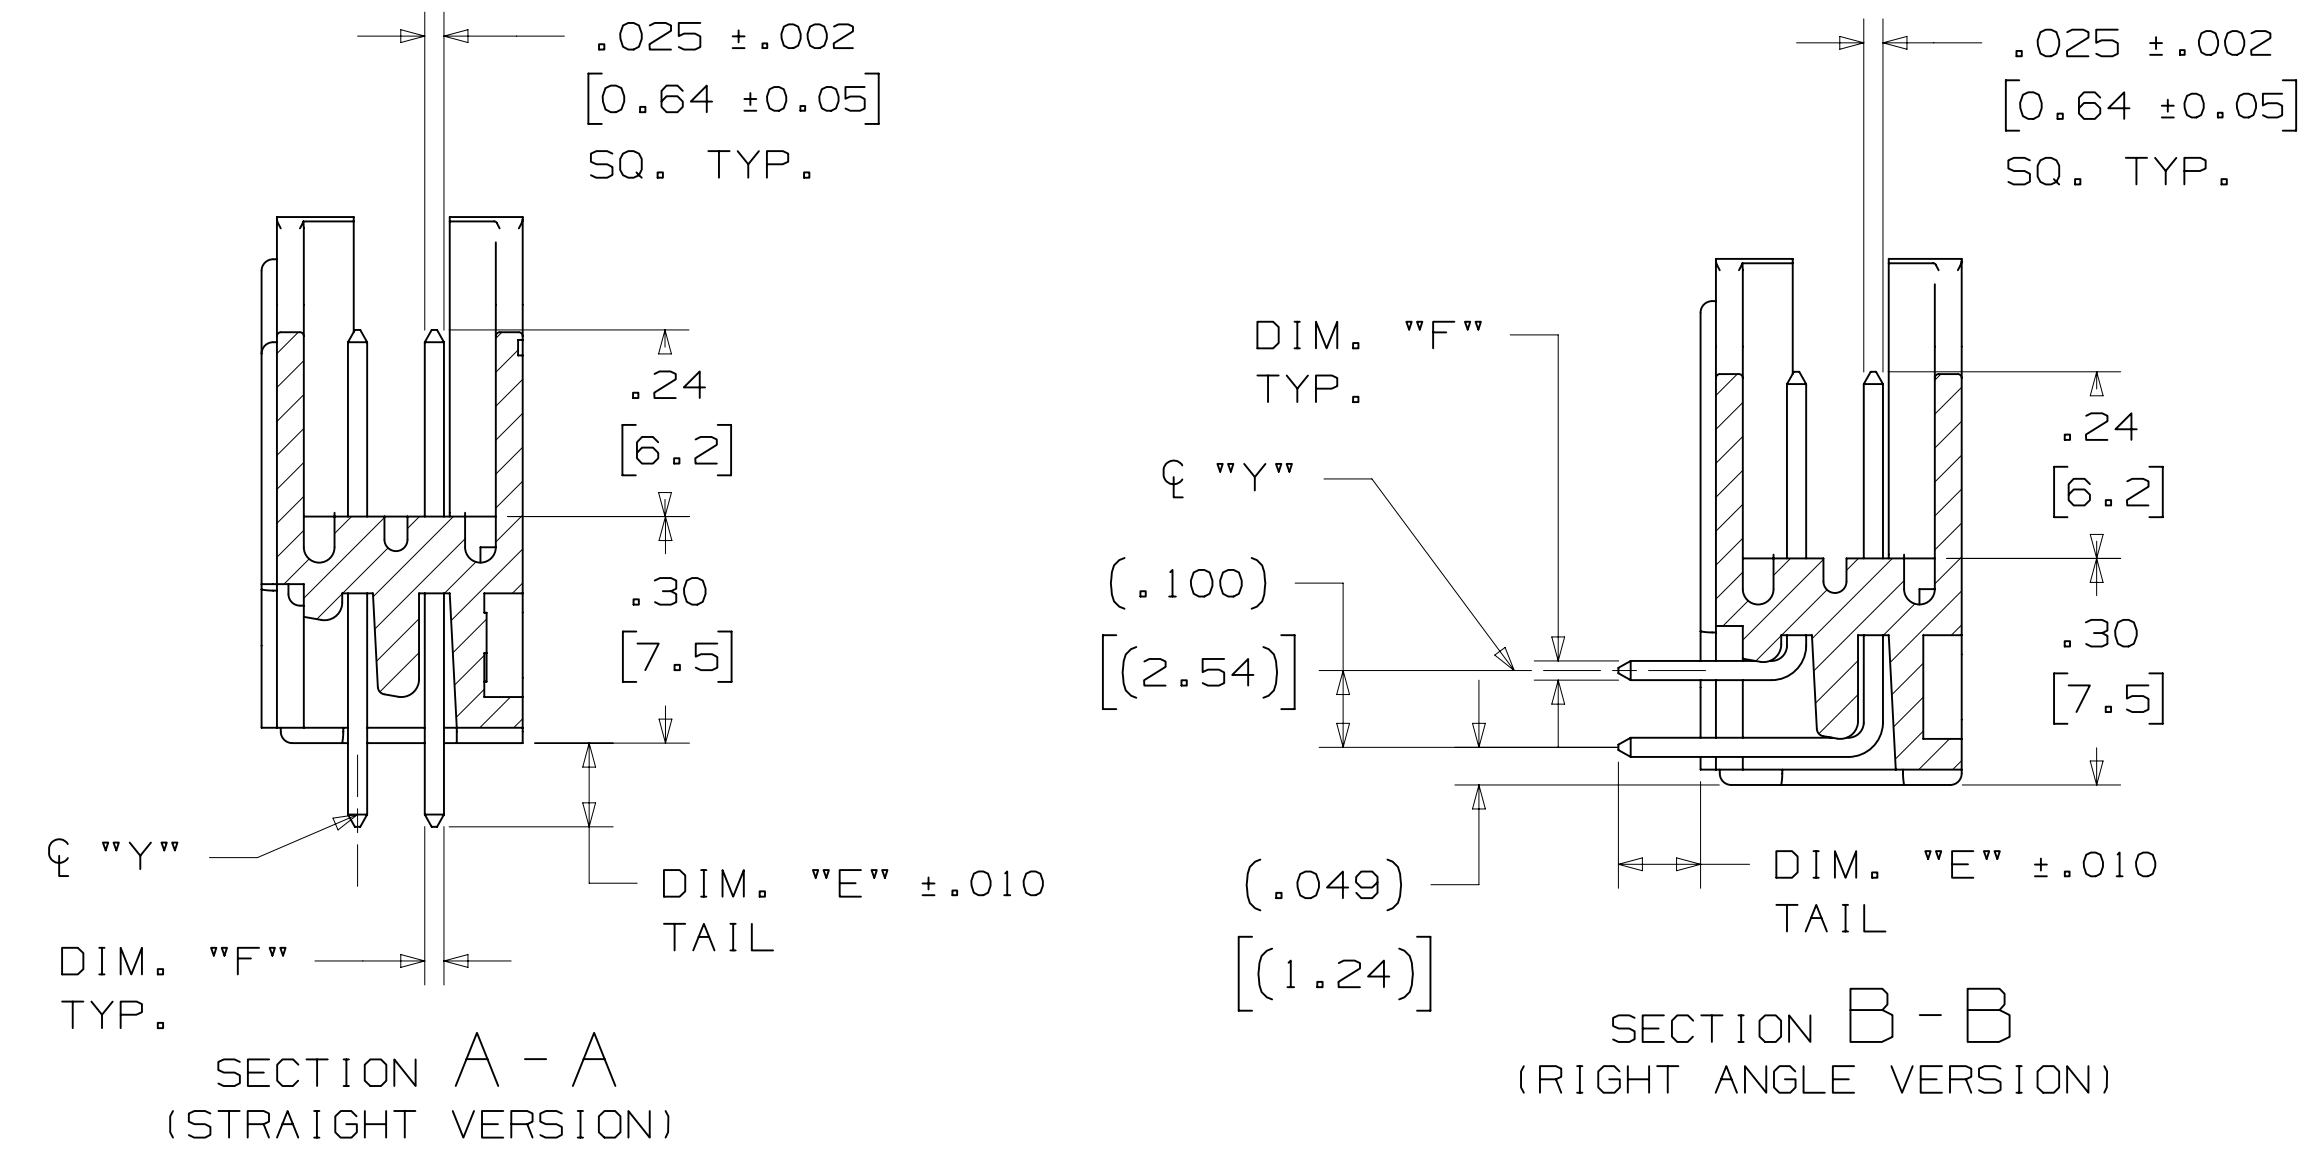 .025 ±.002
[0.64 ±0.05]
SQ. TYP.
.24
[6.2]
.30
[7.5]
℄ "Y"
DIM. "E" ±.010
TAIL
DIM. "F"
TYP.
SECTION A-A
(STRAIGHT VERSION)
.025 ±.002
[0.64 ±0.05]
SQ. TYP.
DIM. "F"
TYP.
℄ "Y"
(.100)
[(2.54)]
.24
[6.2]
.30
[7.5]
(.049)
[(1.24)]
DIM. "E" ±.010
TAIL
SECTION B-B
(RIGHT ANGLE VERSION)